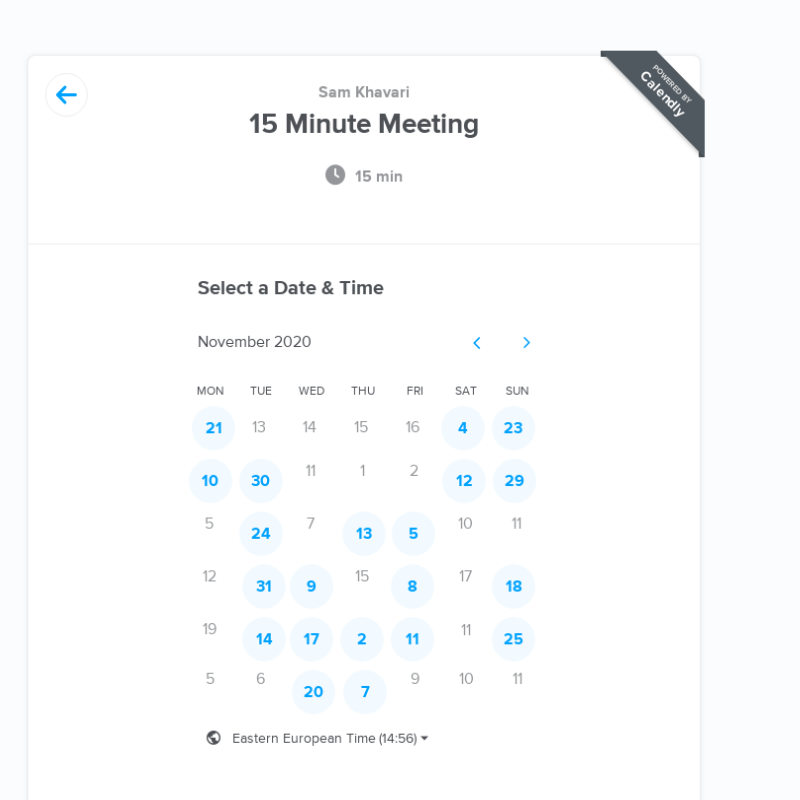 POWERED BY
Calendly
Sam Khavari
15 Minute Meeting
15 min
Select a Date & Time
November 2020
MON TUE WED THU FRI SAT SUN
21 13 14 15 16 4 23
10 30 11 1 2 12 29
5 24 7 13 5 10 11
12 31 9 15 8 17 18
19 14 17 2 11 11 25
5 6 20 7 9 10 11
Eastern European Time (14:56)